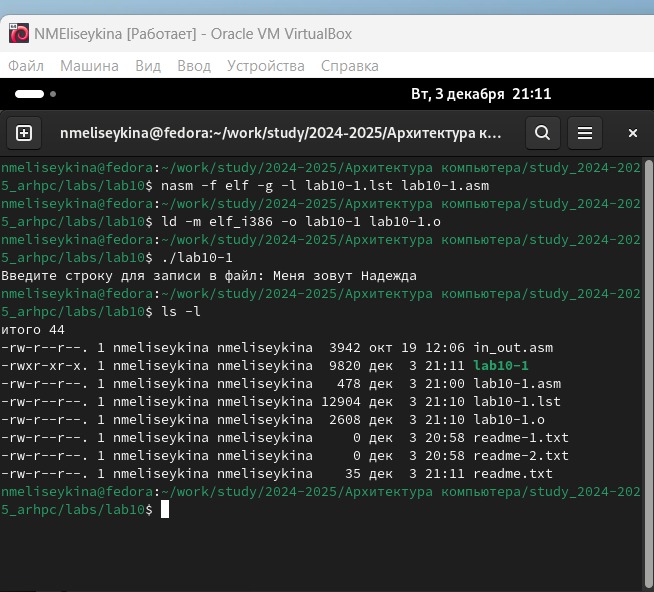 NMEliseykina [Работает] - Oracle VM VirtualBox
Файл Машина Вид Ввод Устройства Справка
Вт, 3 декабря 21:11
nmeliseykina@fedora:~/work/study/2024-2025/Архитектура к...
nmeliseykina@fedora:~/work/study/2024-2025/Архитектура компьютера/study_2024-202
5_arhpc/labs/lab10$ nasm -f elf -g -l lab10-1.lst lab10-1.asm
nmeliseykina@fedora:~/work/study/2024-2025/Архитектура компьютера/study_2024-202
5_arhpc/labs/lab10$ ld -m elf_i386 -o lab10-1 lab10-1.o
nmeliseykina@fedora:~/work/study/2024-2025/Архитектура компьютера/study_2024-202
5_arhpc/labs/lab10$ ./lab10-1
Введите строку для записи в файл: Меня зовут Надежда
nmeliseykina@fedora:~/work/study/2024-2025/Архитектура компьютера/study_2024-202
5_arhpc/labs/lab10$ ls -l
итого 44
-rw-r--r--. 1 nmeliseykina nmeliseykina  3942 окт 19 12:06 in_out.asm
-rwxr-xr-x. 1 nmeliseykina nmeliseykina  9820 дек  3 21:11 lab10-1
-rw-r--r--. 1 nmeliseykina nmeliseykina   478 дек  3 21:00 lab10-1.asm
-rw-r--r--. 1 nmeliseykina nmeliseykina 12904 дек  3 21:10 lab10-1.lst
-rw-r--r--. 1 nmeliseykina nmeliseykina  2608 дек  3 21:10 lab10-1.o
-rw-r--r--. 1 nmeliseykina nmeliseykina     0 дек  3 20:58 readme-1.txt
-rw-r--r--. 1 nmeliseykina nmeliseykina     0 дек  3 20:58 readme-2.txt
-rw-r--r--. 1 nmeliseykina nmeliseykina    35 дек  3 21:11 readme.txt
nmeliseykina@fedora:~/work/study/2024-2025/Архитектура компьютера/study_2024-202
5_arhpc/labs/lab10$